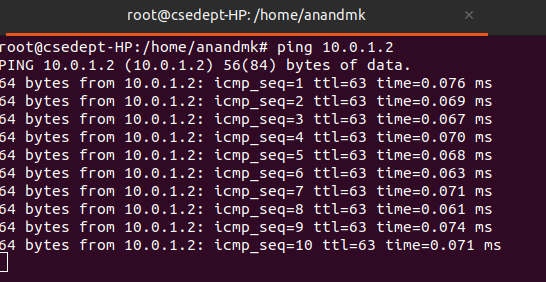 root@csedept-HP: /home/anandmk ×
root@csedept-HP:/home/anandmk# ping 10.0.1.2
PING 10.0.1.2 (10.0.1.2) 56(84) bytes of data.
64 bytes from 10.0.1.2: icmp_seq=1 ttl=63 time=0.076 ms
64 bytes from 10.0.1.2: icmp_seq=2 ttl=63 time=0.069 ms
64 bytes from 10.0.1.2: icmp_seq=3 ttl=63 time=0.067 ms
64 bytes from 10.0.1.2: icmp_seq=4 ttl=63 time=0.070 ms
64 bytes from 10.0.1.2: icmp_seq=5 ttl=63 time=0.068 ms
64 bytes from 10.0.1.2: icmp_seq=6 ttl=63 time=0.063 ms
64 bytes from 10.0.1.2: icmp_seq=7 ttl=63 time=0.071 ms
64 bytes from 10.0.1.2: icmp_seq=8 ttl=63 time=0.061 ms
64 bytes from 10.0.1.2: icmp_seq=9 ttl=63 time=0.074 ms
64 bytes from 10.0.1.2: icmp_seq=10 ttl=63 time=0.071 ms